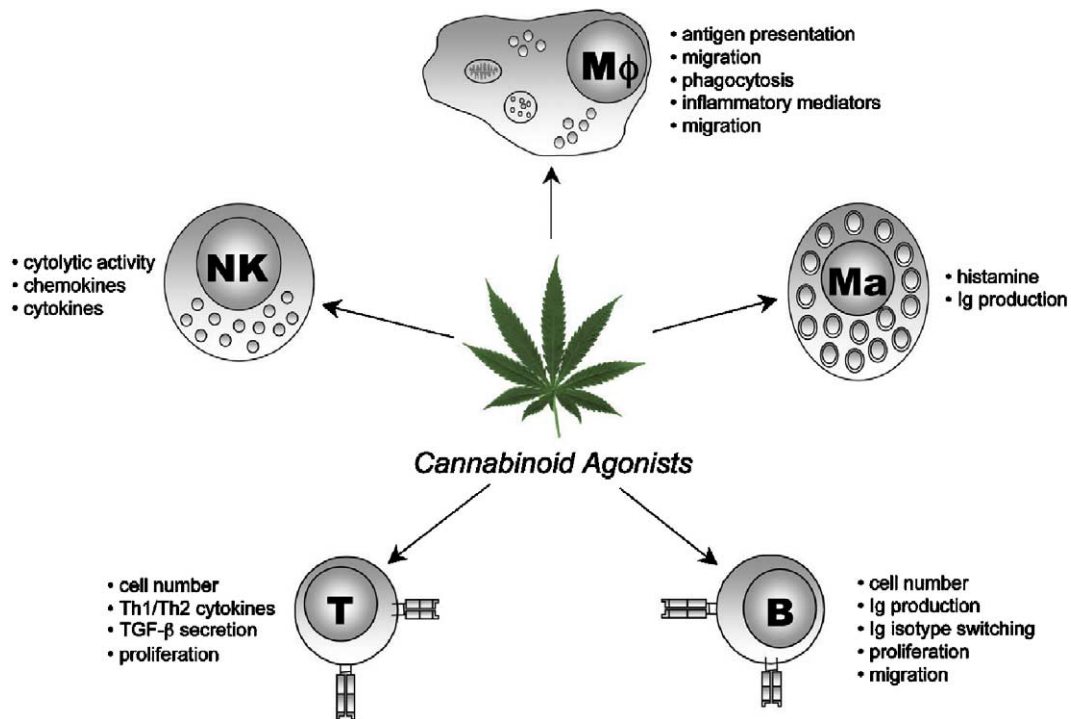 Mϕ
• antigen presentation
• migration
• phagocytosis
• inflammatory mediators
• migration
• cytolytic activity
• chemokines
• cytokines
NK
Ma
• histamine
• Ig production
Cannabinoid Agonists
• cell number
• Th1/Th2 cytokines
• TGF-β secretion
• proliferation
T
B
• cell number
• Ig production
• Ig isotype switching
• proliferation
• migration